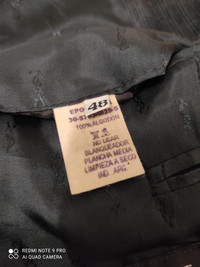 EPO 48
100% ALGODON
NO USAR
BLANQUEADOR
PLANCHA MEDIA
LIMPIEZA A SECO
IND ARG
REDMI NOTE 9 PRO
AI QUAD CAMERA